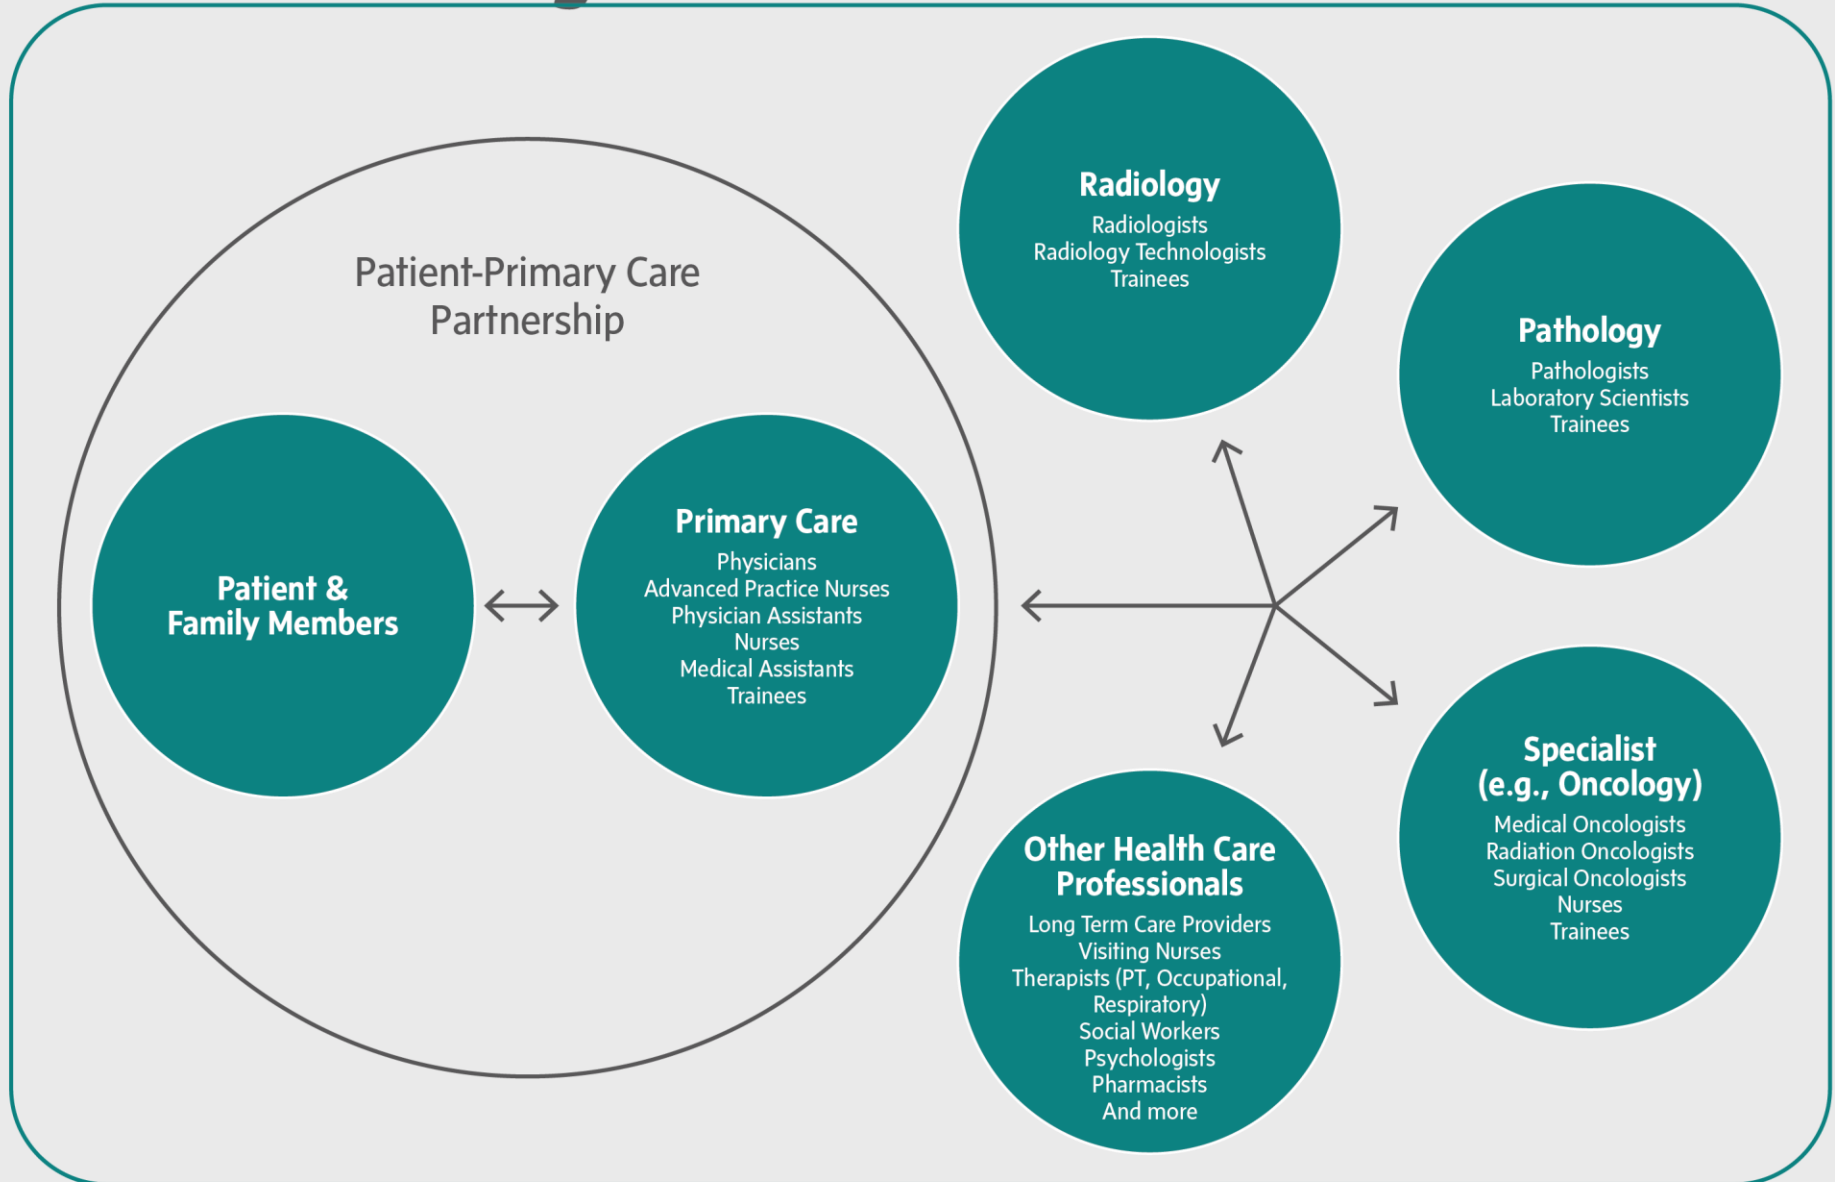 Patient-Primary Care
Partnership
Patient &
Family Members
Primary Care
Physicians
Advanced Practice Nurses
Physician Assistants
Nurses
Medical Assistants
Trainees
Radiology
Radiologists
Radiology Technologists
Trainees
Pathology
Pathologists
Laboratory Scientists
Trainees
Specialist
(e.g., Oncology)
Medical Oncologists
Radiation Oncologists
Surgical Oncologists
Nurses
Trainees
Other Health Care
Professionals
Long Term Care Providers
Visiting Nurses
Therapists (PT, Occupational,
Respiratory)
Social Workers
Psychologists
Pharmacists
And more